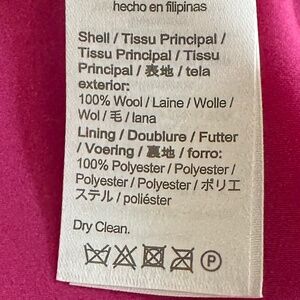 hecho en filipinas
Shell / Tissu Principal /
Tissu Principal / Tissu
Principal / 表地 / tela
exterior:
100% Wool / Laine / Wolle /
Wol / 毛 / lana
Lining / Doublure / Futter
/ Voering / 裏地 / forro:
100% Polyester / Polyester /
Polyester / Polyester / ポリエ
ステル / poliéster
Dry Clean.
P